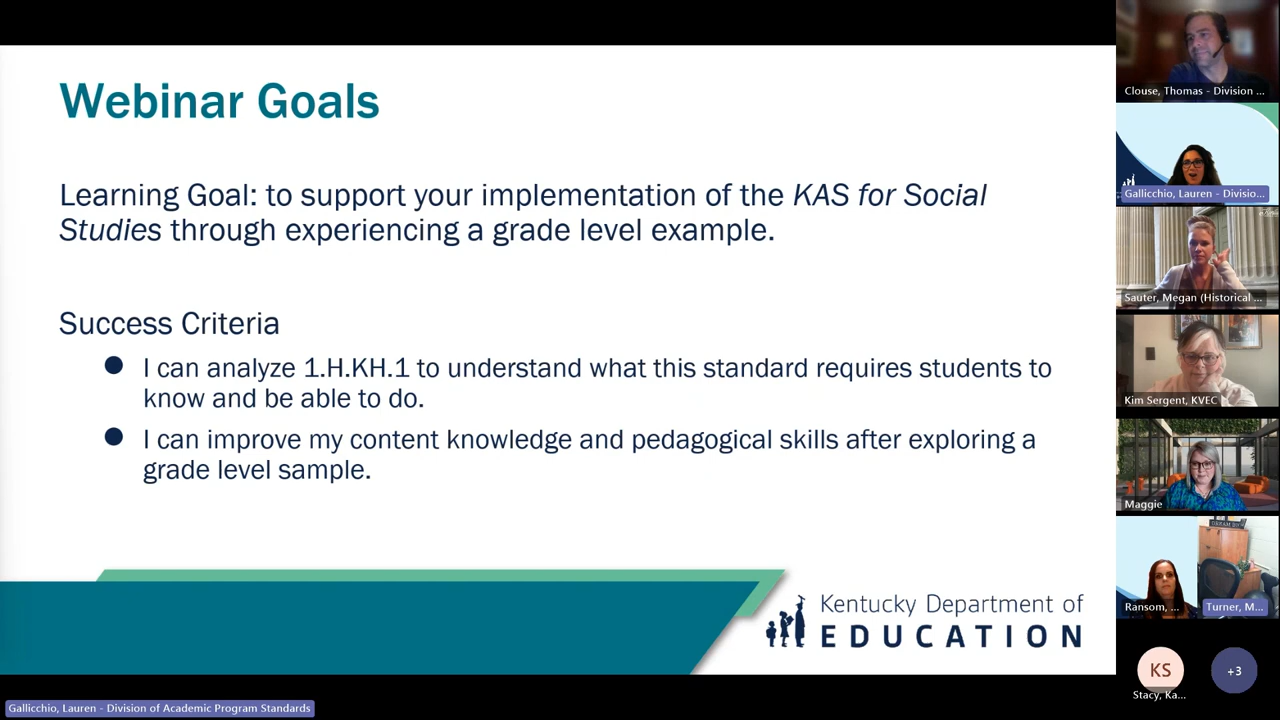 Webinar Goals
Learning Goal: to support your implementation of the KAS for Social
Studies through experiencing a grade level example.
Success Criteria
I can analyze 1.H.KH.1 to understand what this standard requires students to
know and be able to do.
I can improve my content knowledge and pedagogical skills after exploring a
grade level sample.
Kentucky Department of
EDUCATION
Gallicchio, Lauren - Division of Academic Program Standards
Clouse, Thomas - Division ...
Gallicchio, Lauren - Divisio...
Sauter, Megan (Historical ...
Kim Sergent, KVEC
Maggie
Ransom, ...
Turner, M...
KS
Stacy, Ka...
+3